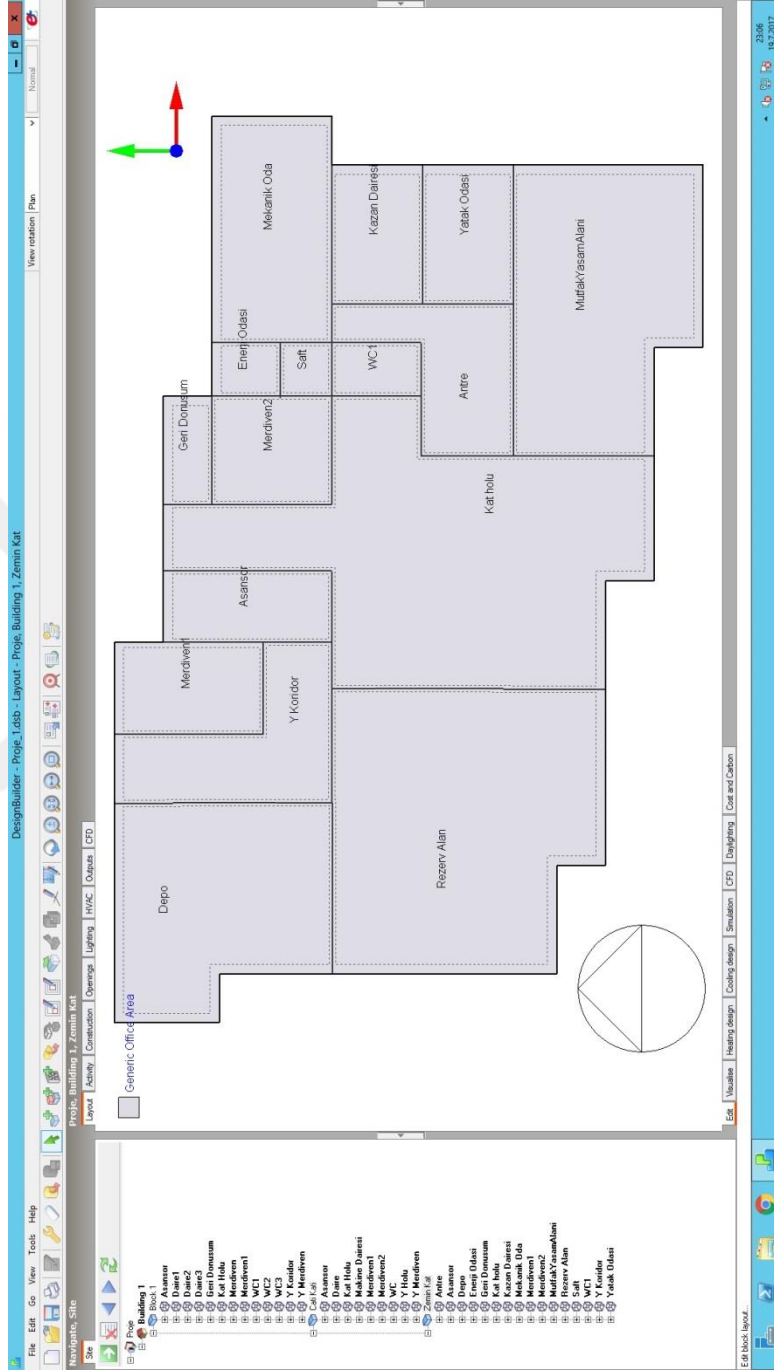 DesignBuilder - Proje_1.dsb - Layout - Proje, Building 1, Zemin Kat
File Edit Go View Tools Help
View rotation Plan Normal
Navigate, Site
Site
Proje
Building 1
Block 1
Asansor
Daire1
Daire2
Daire3
Geri Donusum
Kat Holu
Merdiven
Merdiven1
WC1
WC2
WC3
Y Koridor
Y Merdiven
Cati Kati
Asansor
Daire
Kat Holu
Makine Dairesi
Merdiven1
Merdiven2
WC
Y Holu
Y Merdiven
Zemin Kat
Antre
Asansor
Depo
Enerji Odasi
Geri Donusum
Kat holu
Kazan Dairesi
Mekanik Oda
Merdiven1
Merdiven2
MutfakYasamAlani
Rezerv Alan
Saft
WC1
Y Koridor
Yatak Odasi
Proje, Building 1, Zemin Kat
Layout Activity Construction Openings Lighting HVAC Outputs CFD
Generic Office Area
Depo
Merdiven1
Y Koridor
Asansor
Geri Donusum
Merdiven2
Enerji Odasi
Saft
Mekanik Oda
WC1
Kazan Dairesi
Yatak Odasi
Antre
Kat holu
Rezerv Alan
MutfakYasamAlani
Edit Visualise Heating design Cooling design Simulation CFD Daylighting Cost and Carbon
Edit block layout.
23:06
19.7.2017